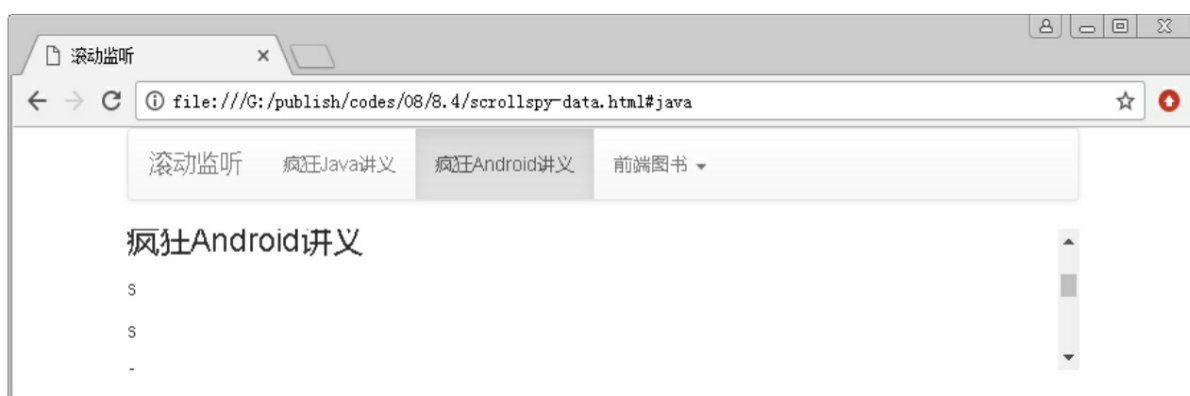 滚动监听
file:///G:/publish/codes/08/8.4/scrollspy-data.html#java
滚动监听 疯狂Java讲义 疯狂Android讲义 前端图书
疯狂Android讲义
s
s